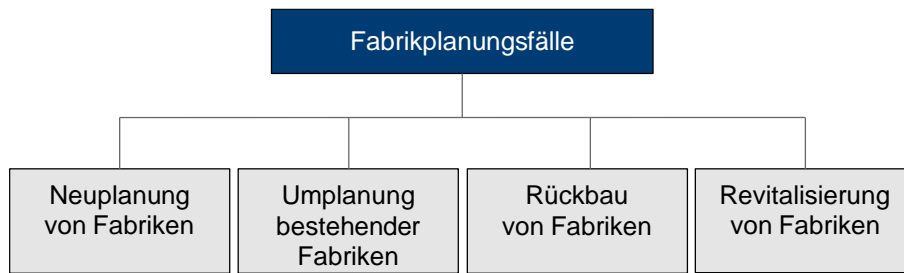 Fabrikplanungsfälle
Neuplanung
von Fabriken
Umplanung
bestehender
Fabriken
Rückbau
von Fabriken
Revitalisierung
von Fabriken